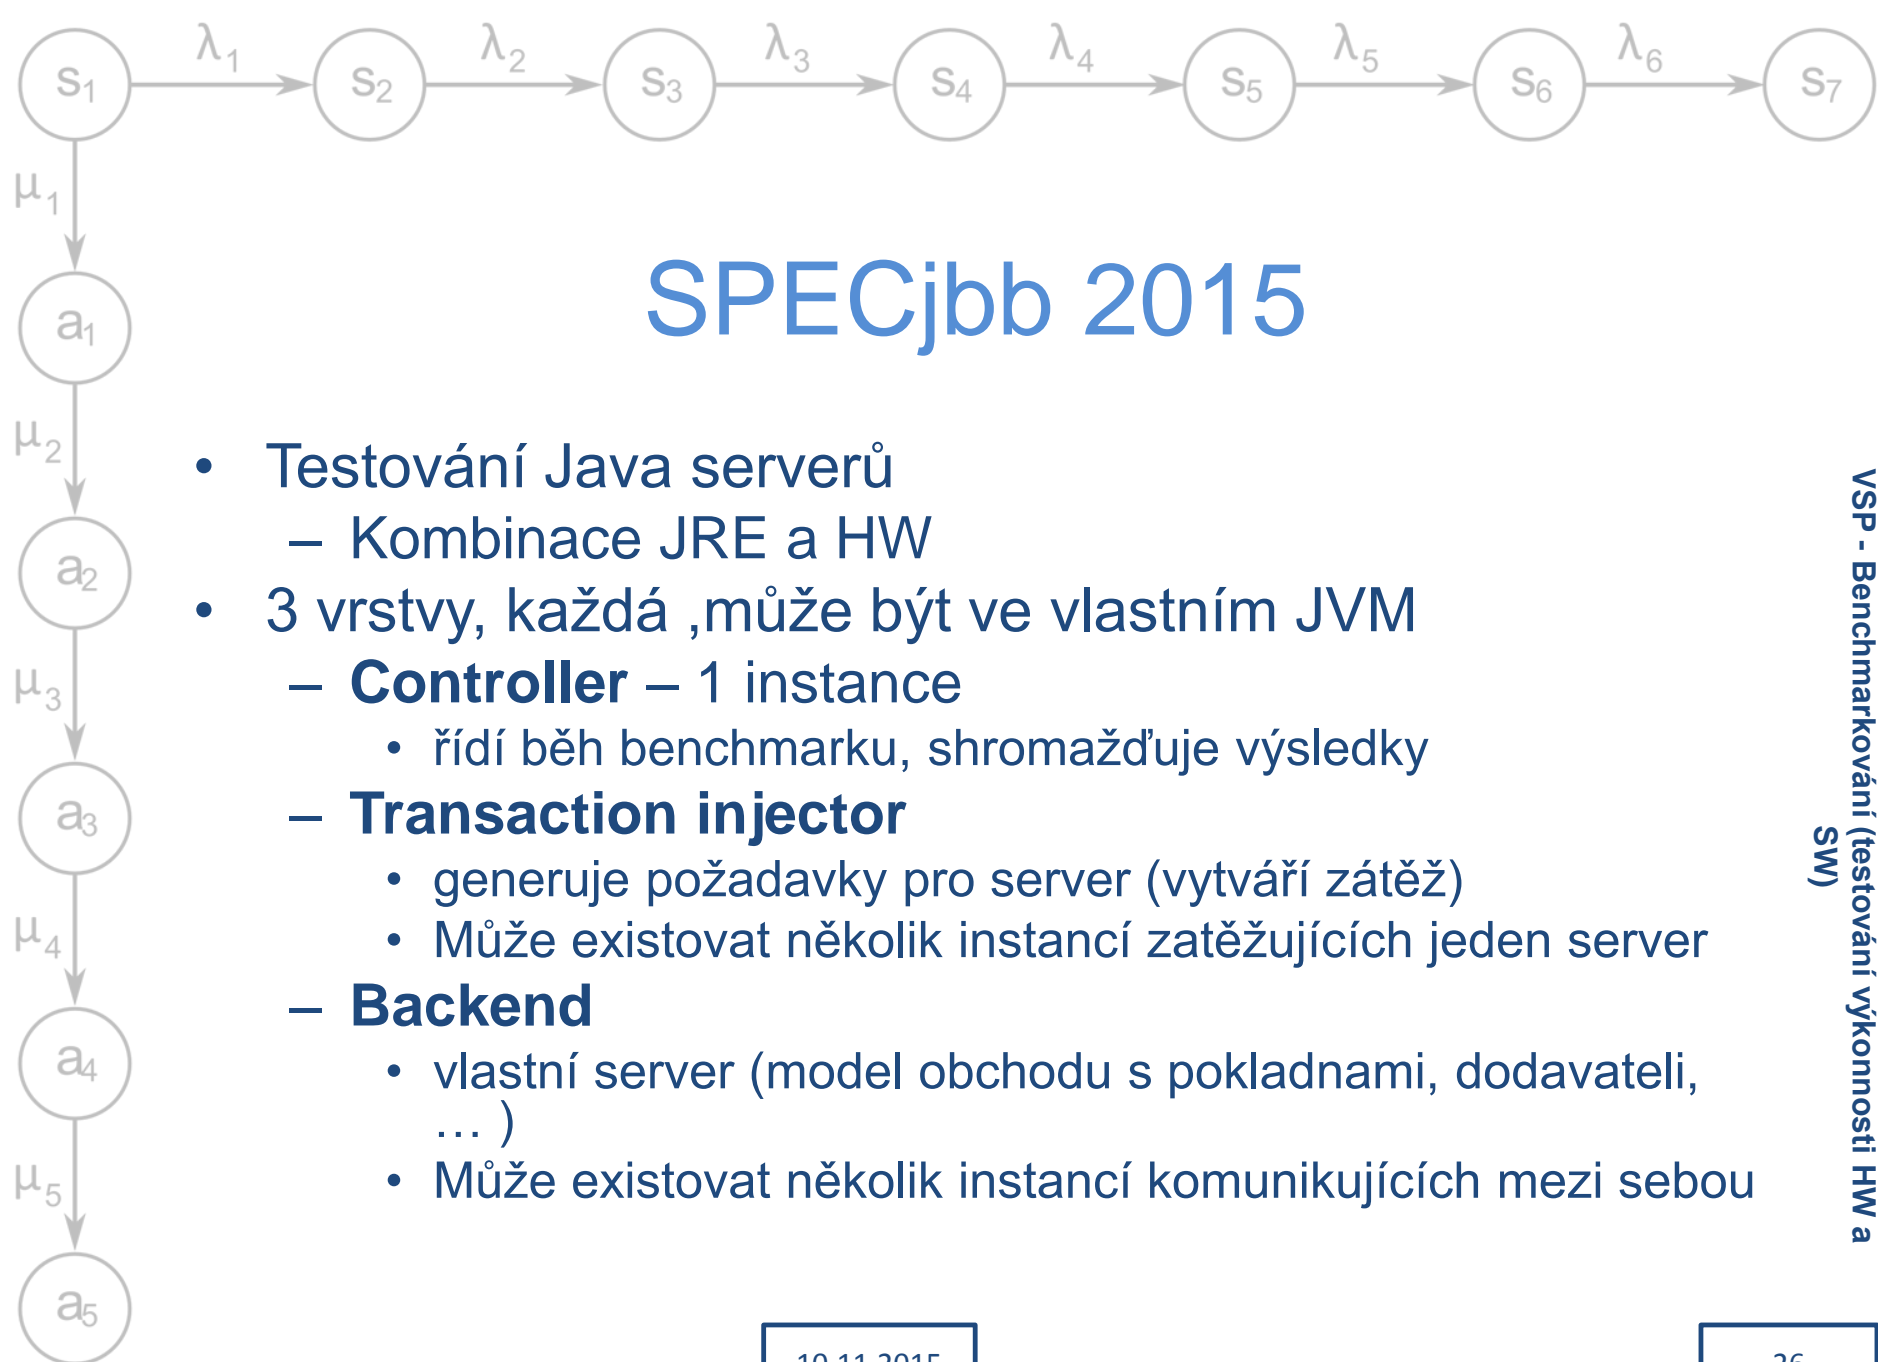 s1 λ1 s2 λ2 s3 λ3 s4 λ4 s5 λ5 s6 λ6 s7
μ1
a1
μ2
a2
μ3
a3
μ4
a4
μ5
a5
SPECjbb 2015
• Testování Java serverů
– Kombinace JRE a HW
• 3 vrstvy, každá ,může být ve vlastním JVM
– Controller – 1 instance
• řídí běh benchmarku, shromažďuje výsledky
– Transaction injector
• generuje požadavky pro server (vytváří zátěž)
• Může existovat několik instancí zatěžujících jeden server
– Backend
• vlastní server (model obchodu s pokladnami, dodavateli,
… )
• Může existovat několik instancí komunikujících mezi sebou
VSP - Benchmarkování (testování výkonnosti HW a
SW)
10.11.2015
26